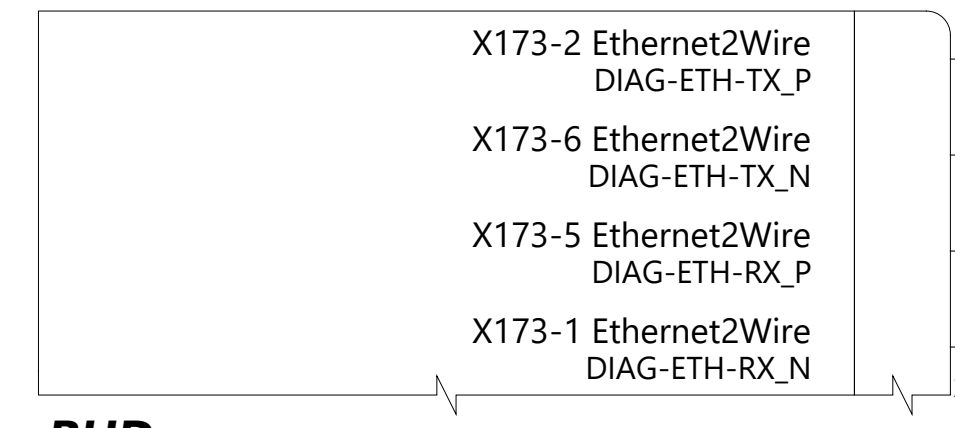 X173-2 Ethernet2Wire
DIAG-ETH-TX_P
X173-6 Ethernet2Wire
DIAG-ETH-TX_N
X173-5 Ethernet2Wire
DIAG-ETH-RX_P
X173-1 Ethernet2Wire
DIAG-ETH-RX_N